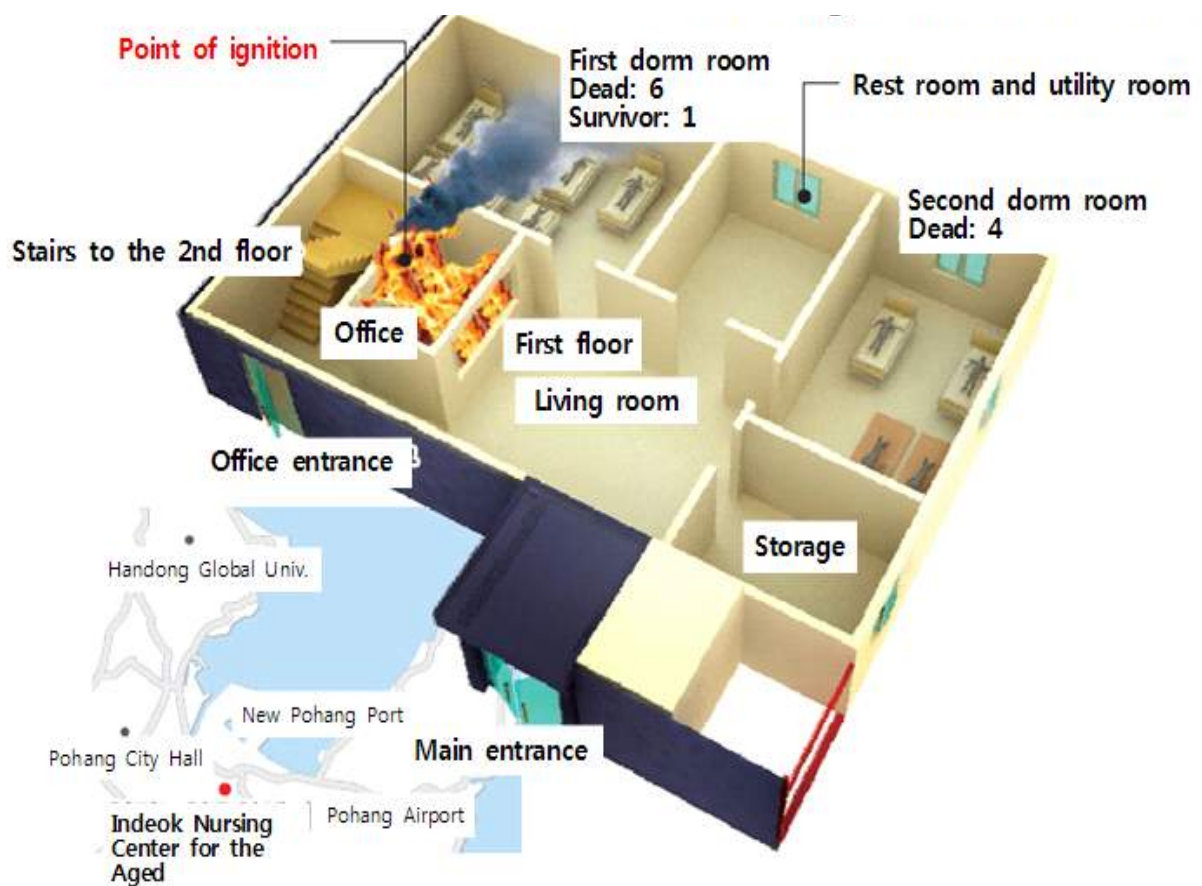 Point of ignition
First dorm room
Dead: 6
Survivor: 1
Rest room and utility room
Second dorm room
Dead: 4
Stairs to the 2nd floor
Office
First floor
Living room
Office entrance
Storage
Handong Global Univ.
New Pohang Port
Main entrance
Pohang City Hall
Pohang Airport
Indeok Nursing
Center for the
Aged